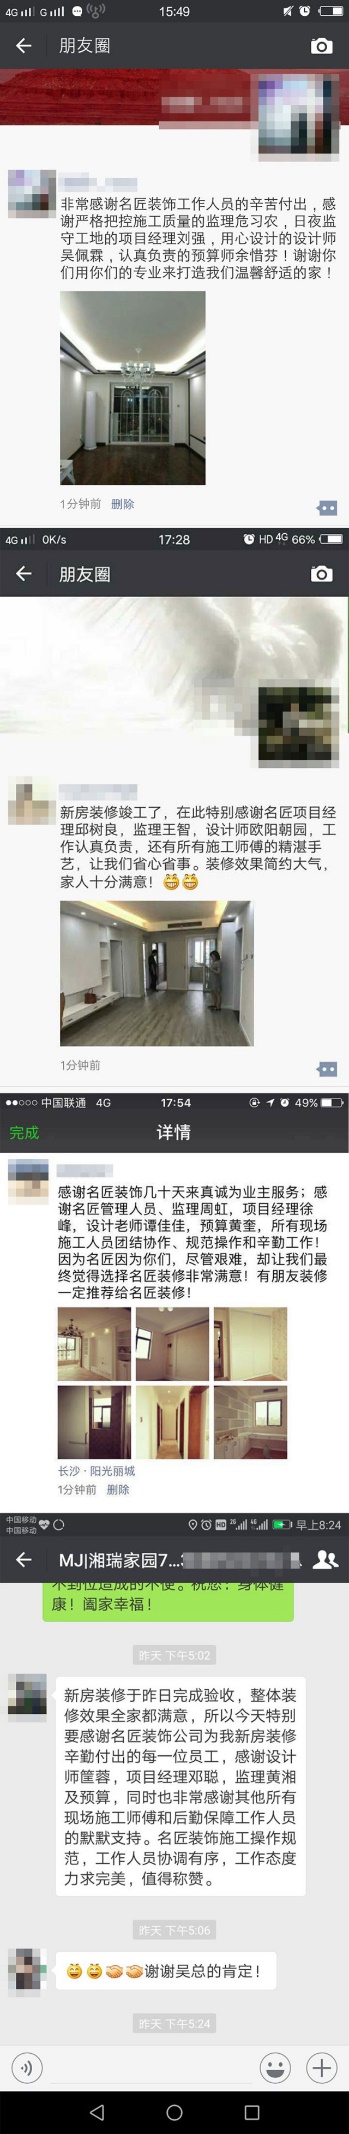 4G G 15:49
朋友圈
非常感谢名匠装饰工作人员的辛苦付出，感
谢严格把控施工质量的监理危习农，日夜监
守工地的项目经理刘强，用心设计的设计师
吴佩霖，认真负责的预算师余惜芬！谢谢你
们用你们的专业来打造我们温馨舒适的家！
1分钟前 删除
4G 0K/s 17:28 HD 4G 66%
朋友圈
新房装修竣工了，在此特别感谢名匠项目经
理邱树良，监理王智，设计师欧阳朝园，工
作认真负责，还有所有施工师傅的精湛手
艺，让我们省心省事。装修效果简约大气，
家人十分满意！😁😁
1分钟前
中国联通 4G 17:54 49%
完成 详情
感谢名匠装饰几十天来真诚为业主服务；感
谢名匠管理人员、监理周虹，项目经理徐
峰，设计老师谭佳佳，预算黄奎，所有现场
施工人员团结协作、规范操作和辛勤工作！
因为名匠因为你们，尽管艰难，却让我们最
终觉得选择名匠装修非常满意！有朋友装修
一定推荐给名匠装修！
长沙·阳光丽城
1分钟前 删除
中国移动
中国移动 HD 26 46 早上8:24
MJ|湘瑞家园7...3
不到位造成的不便。祝您！身体健
康！阖家幸福！
昨天 下午5:02
新房装修于昨日完成验收，整体装
修效果全家都满意，所以今天特别
要感谢名匠装饰公司为我新房装修
辛勤付出的每一位员工，感谢设计
师筐蓉，项目经理邓聪，监理黄湘
及预算，同时也非常感谢其他所有
现场施工师傅和后勤保障工作人员
的默默支持。名匠装饰施工操作规
范，工作人员协调有序，工作态度
力求完美，值得称赞。
昨天 下午5:06
😄😄🤝🤝谢谢吴总的肯定！
昨天 下午5:24